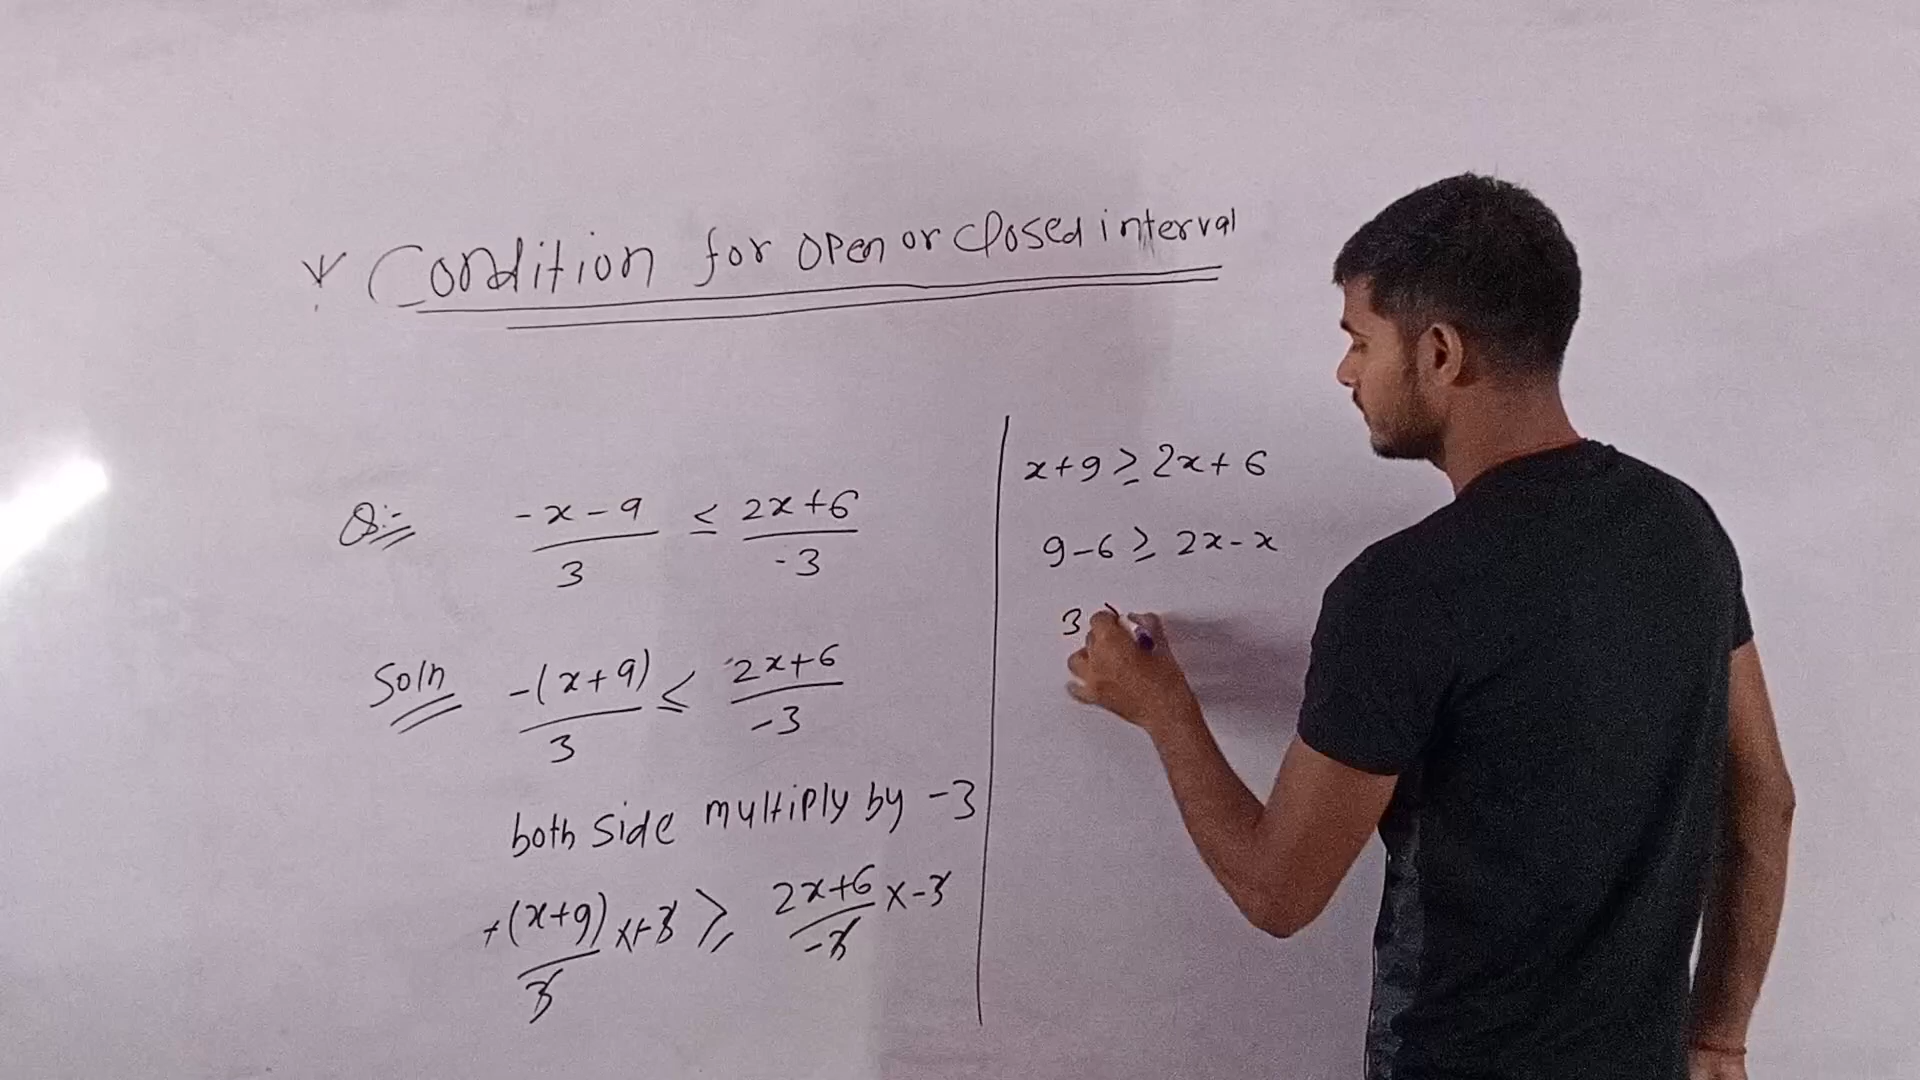 * Condition for open or closed interval
Q:- (-x-9)/3 ≤ (2x+6)/-3
Soln -(x+9)/3 ≤ (2x+6)/-3
both side multiply by -3
+(x+9)/3 x+3 ≥ (2x+6)/-3 x-3
x+9 ≥ 2x+6
9-6 ≥ 2x-x
3 >